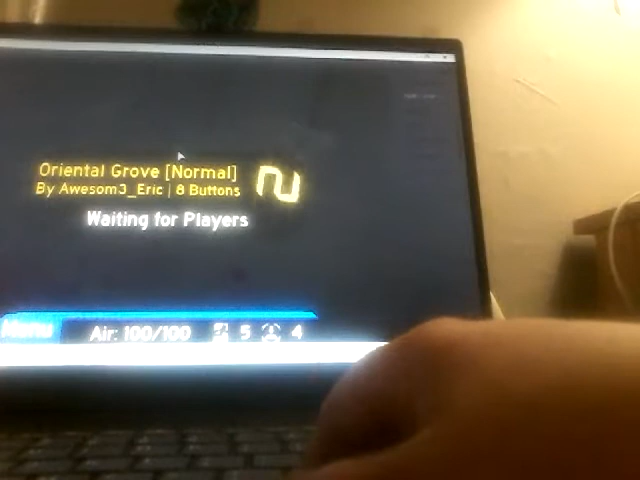 Oriental Grove [Normal]
By Awesom3_Eric | 8 Buttons
Waiting for Players
Menu Air: 100/100 5 4